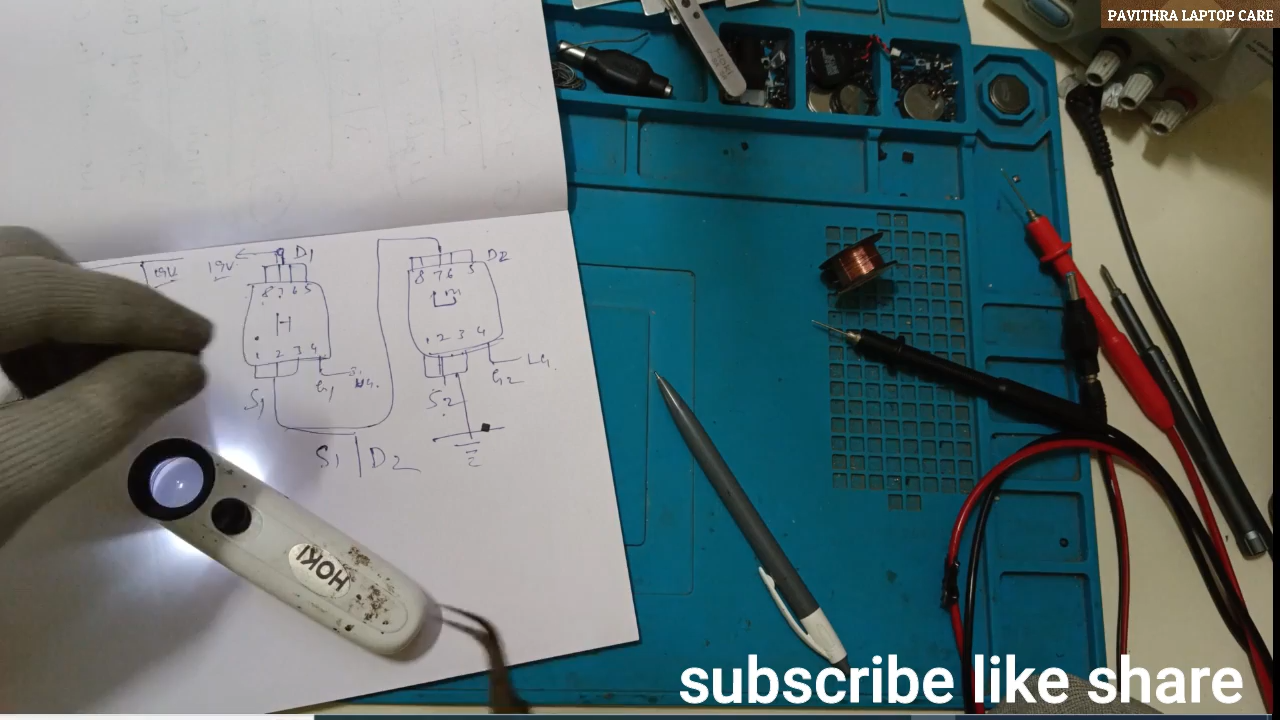 PAVITHRA LAPTOP CARE
HOKI
19V
19V
D1
8 7 6 5
H
1 2 3 4
S1
G1
D2
8 7 6 5
1 2 3 4
S2
G2
S1 | D2
HOKI
subscribe like share